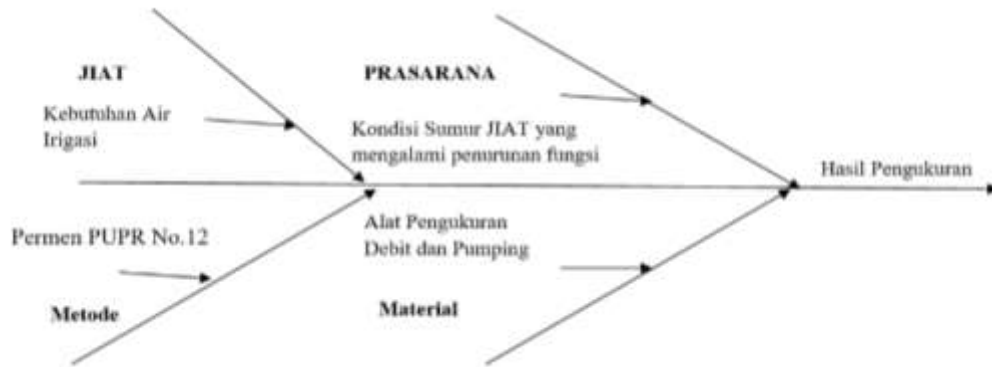 JIAT
PRASARANA
Kebutuhan Air
Irigasi
Kondisi Sumur JIAT yang
mengalami penurunan fungsi
Hasil Pengukuran
Permen PUPR No.12
Alat Pengukuran
Debit dan Pumping
Metode
Material